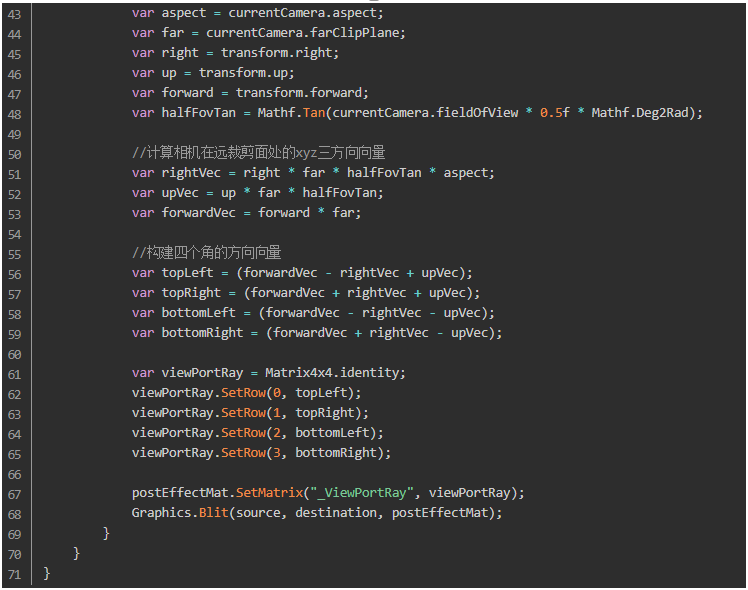 43 var aspect = currentCamera.aspect;
44 var far = currentCamera.farClipPlane;
45 var right = transform.right;
46 var up = transform.up;
47 var forward = transform.forward;
48 var halfFovTan = Mathf.Tan(currentCamera.fieldOfView * 0.5f * Mathf.Deg2Rad);
49
50 //计算相机在远裁剪面处的xyz三方向向量
51 var rightVec = right * far * halfFovTan * aspect;
52 var upVec = up * far * halfFovTan;
53 var forwardVec = forward * far;
54
55 //构建四个角的方向向量
56 var topLeft = (forwardVec - rightVec + upVec);
57 var topRight = (forwardVec + rightVec + upVec);
58 var bottomLeft = (forwardVec - rightVec - upVec);
59 var bottomRight = (forwardVec + rightVec - upVec);
60
61 var viewPortRay = Matrix4x4.identity;
62 viewPortRay.SetRow(0, topLeft);
63 viewPortRay.SetRow(1, topRight);
64 viewPortRay.SetRow(2, bottomLeft);
65 viewPortRay.SetRow(3, bottomRight);
66
67 postEffectMat.SetMatrix("_ViewPortRay", viewPortRay);
68 Graphics.Blit(source, destination, postEffectMat);
69 }
70 }
71 }